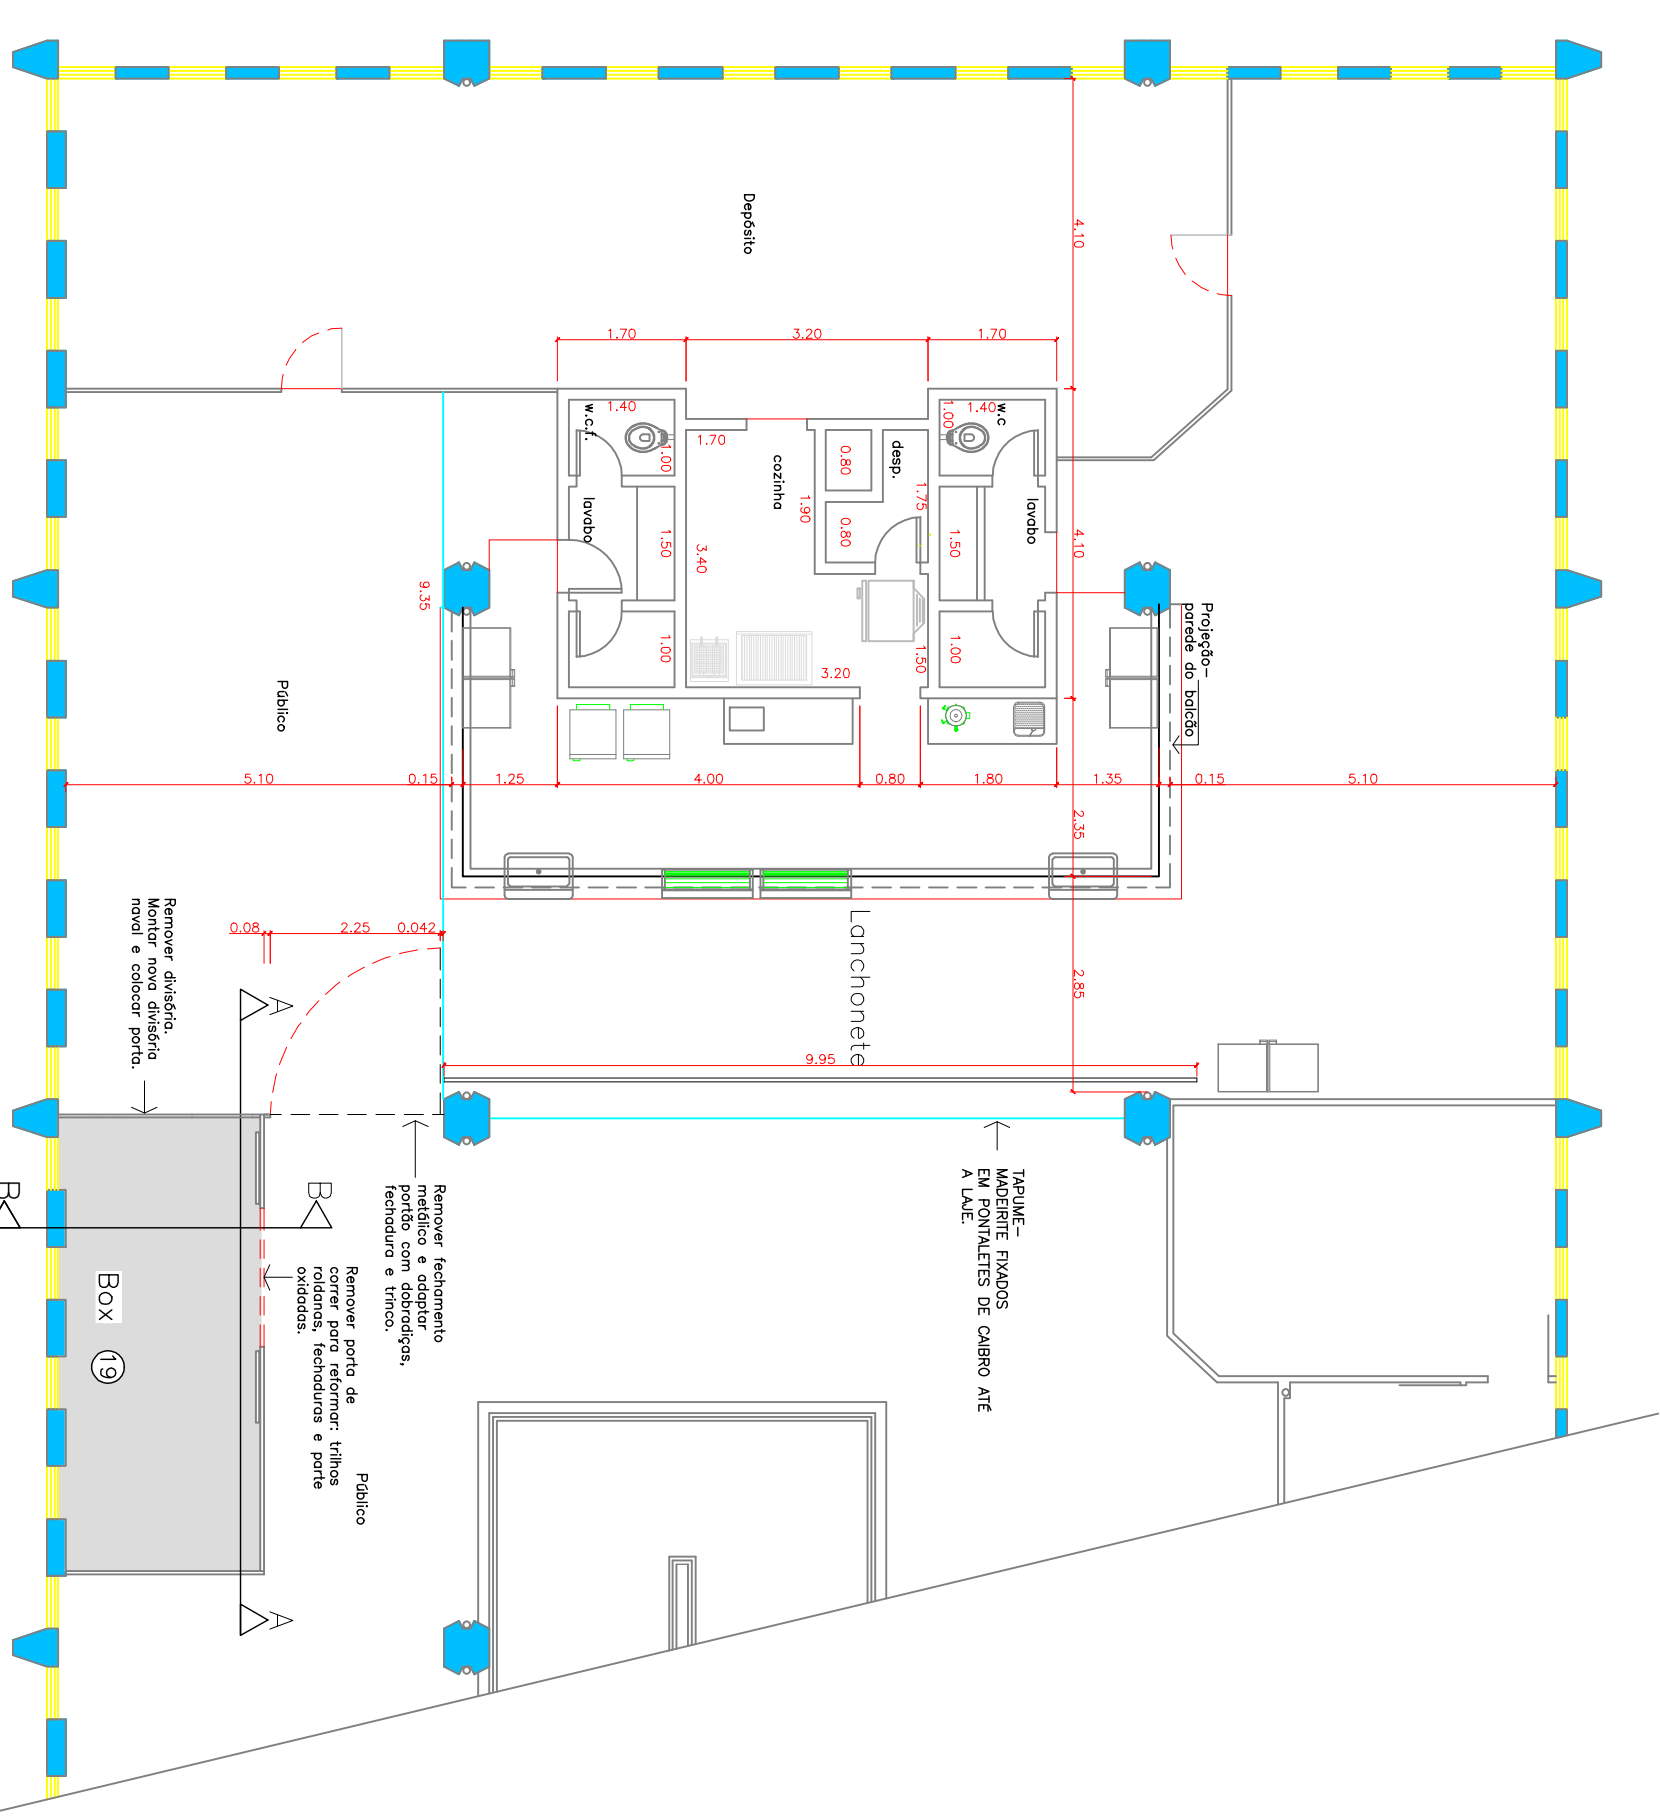 Depósito
4.10
1.70
3.20
1.70
w.c.f.
1.40
1.00
1.70
cozinha
0.80
desp.
1.00
1.40
w.c
lavabo
1.50
3.40
1.90
0.80
1.75
1.50
lavabo
4.10
9.35
1.00
3.20
1.50
1.00
Projeção-
parede do balcão
Público
5.10
0.15
1.25
4.00
0.80
1.80
1.35
0.15
5.10
2.35
Lanchonete
0.08
2.25
0.042
2.85
9.95
Remover divisória.
Montar nova divisória
naval e colocar porta.
A
B
B
Remover fechamento
metálico e adaptar
portão com dobradiças,
fechadura e trinco.
TAPUME-
MADEIRITE FIXADOS
EM PONTALETES DE CAIBRO ATÉ
A LAJE.
Remover porta de
correr para reformar: trilhos
roldanas, fechaduras e parte
oxidadas.
Box 19
Público
A